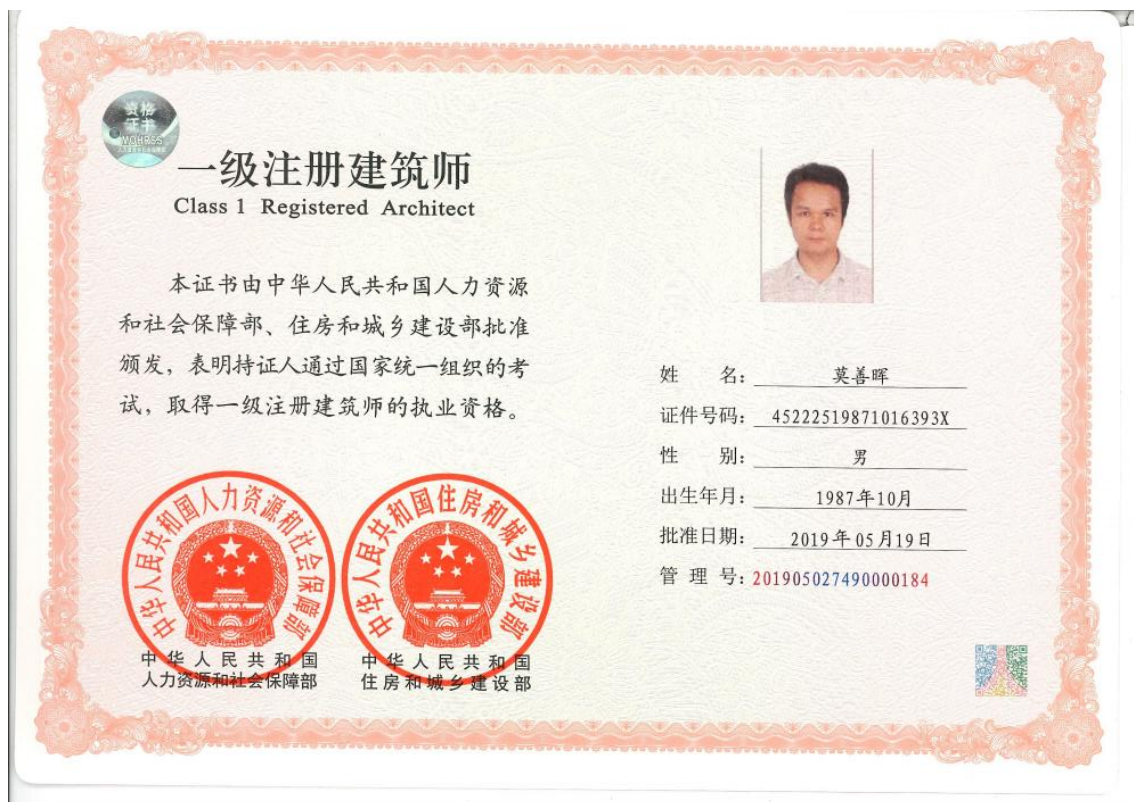 资格
证书
MOHRSS
一级注册建筑师
Class 1 Registered Architect
本证书由中华人民共和国人力资源
和社会保障部、住房和城乡建设部批准
颁发，表明持证人通过国家统一组织的考
试，取得一级注册建筑师的执业资格。
姓 名：莫善晖
证件号码：45222519871016393X
性 别：男
出生年月：1987年10月
批准日期：2019年05月19日
管 理 号：201905027490000184
中华人民共和国人力资源和社会保障部
中华人民共和国住房和城乡建设部
中华人民共和国
人力资源和社会保障部
中华人民共和国
住房和城乡建设部